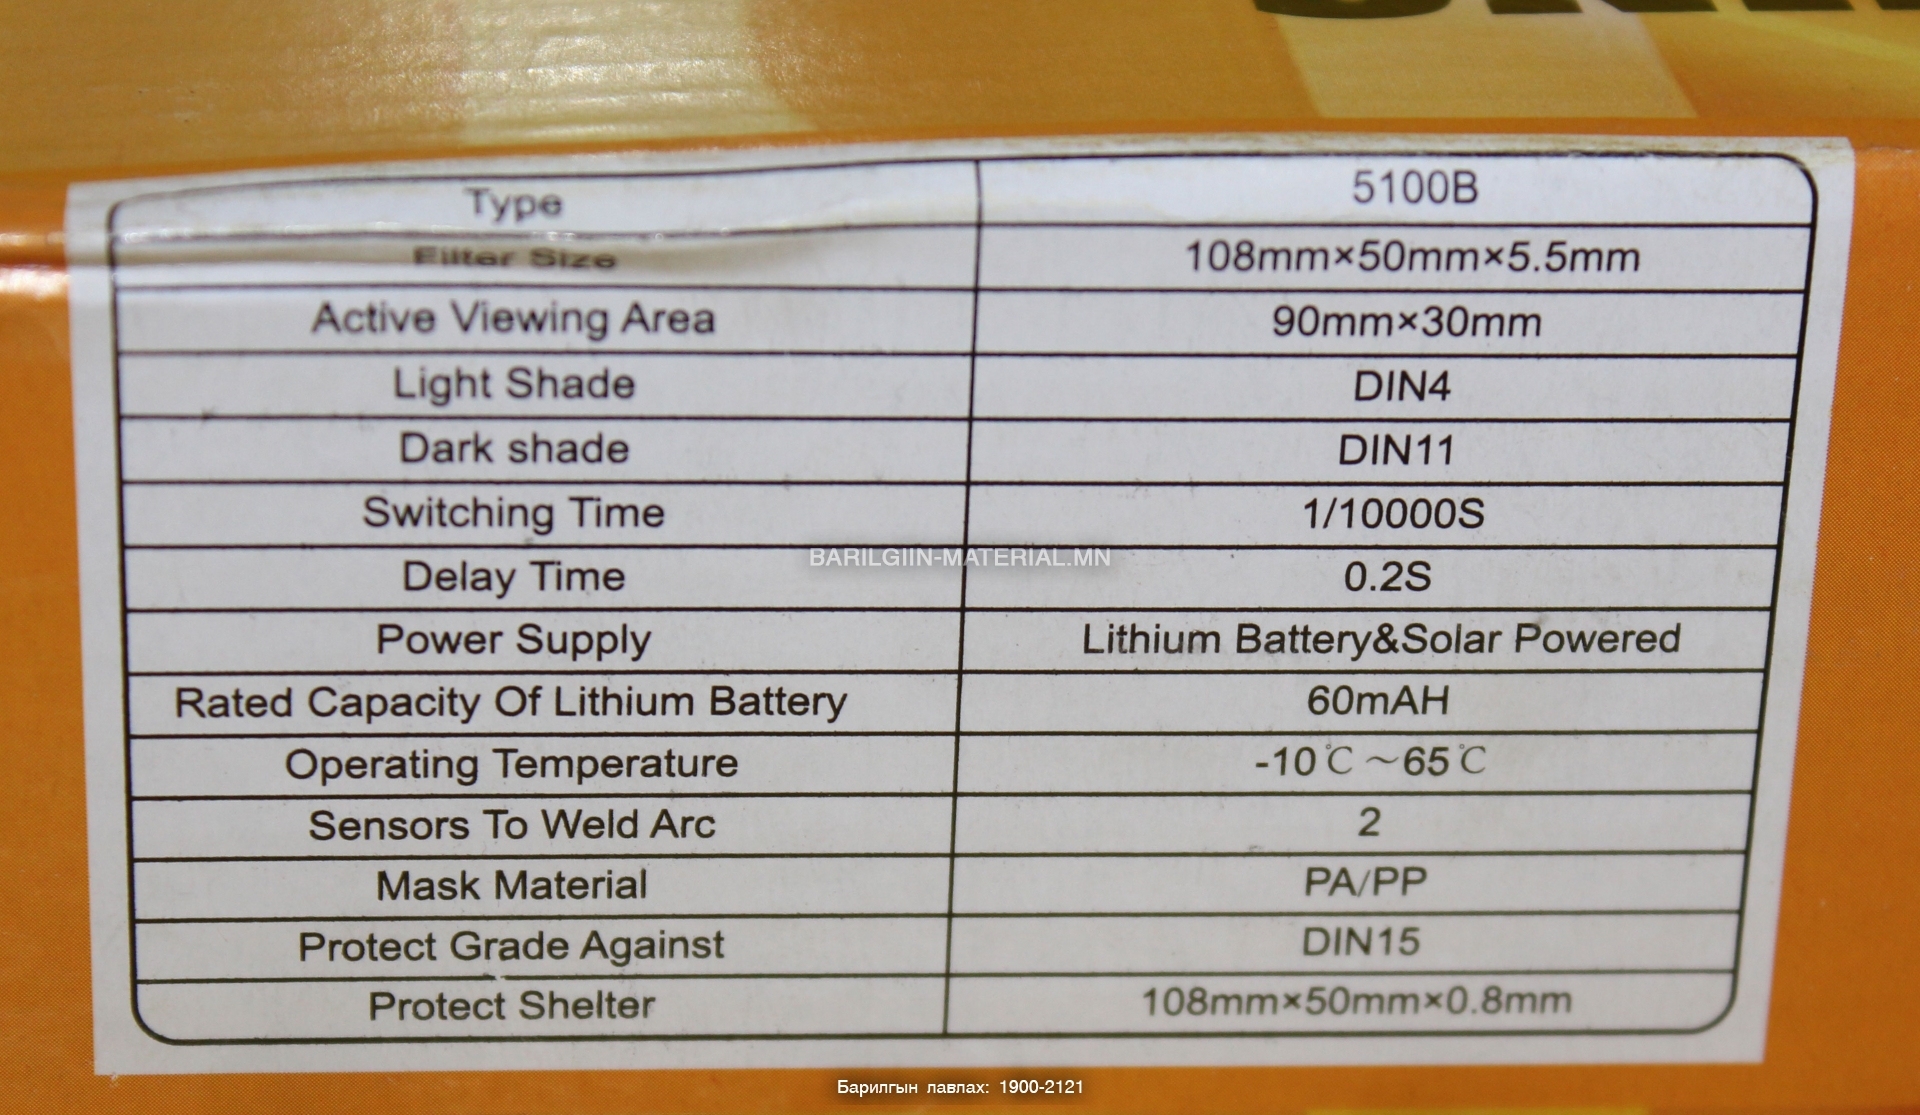 Type 5100B
Filter Size 108mm×50mm×5.5mm
Active Viewing Area 90mm×30mm
Light Shade DIN4
Dark shade DIN11
Switching Time 1/10000S
BARILGIIN-MATERIAL.MN
Delay Time 0.2S
Power Supply Lithium Battery&Solar Powered
Rated Capacity Of Lithium Battery 60mAH
Operating Temperature -10℃~65℃
Sensors To Weld Arc 2
Mask Material PA/PP
Protect Grade Against DIN15
Protect Shelter 108mm×50mm×0.8mm
Барилгын лавлах: 1900-2121